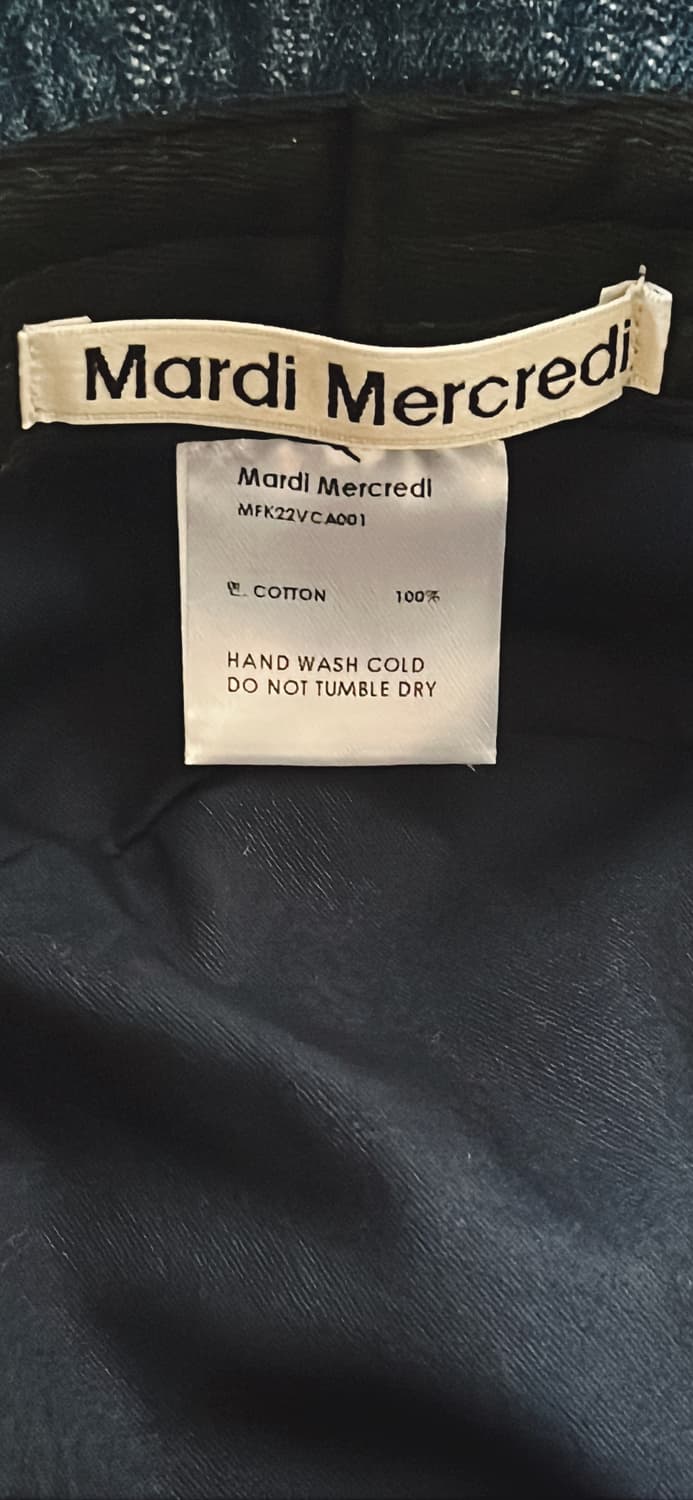 Mardi Mercredi.
Mardi Mercredi
MFK22VCA001
COTTON 100%
HAND WASH COLD
DO NOT TUMBLE DRY